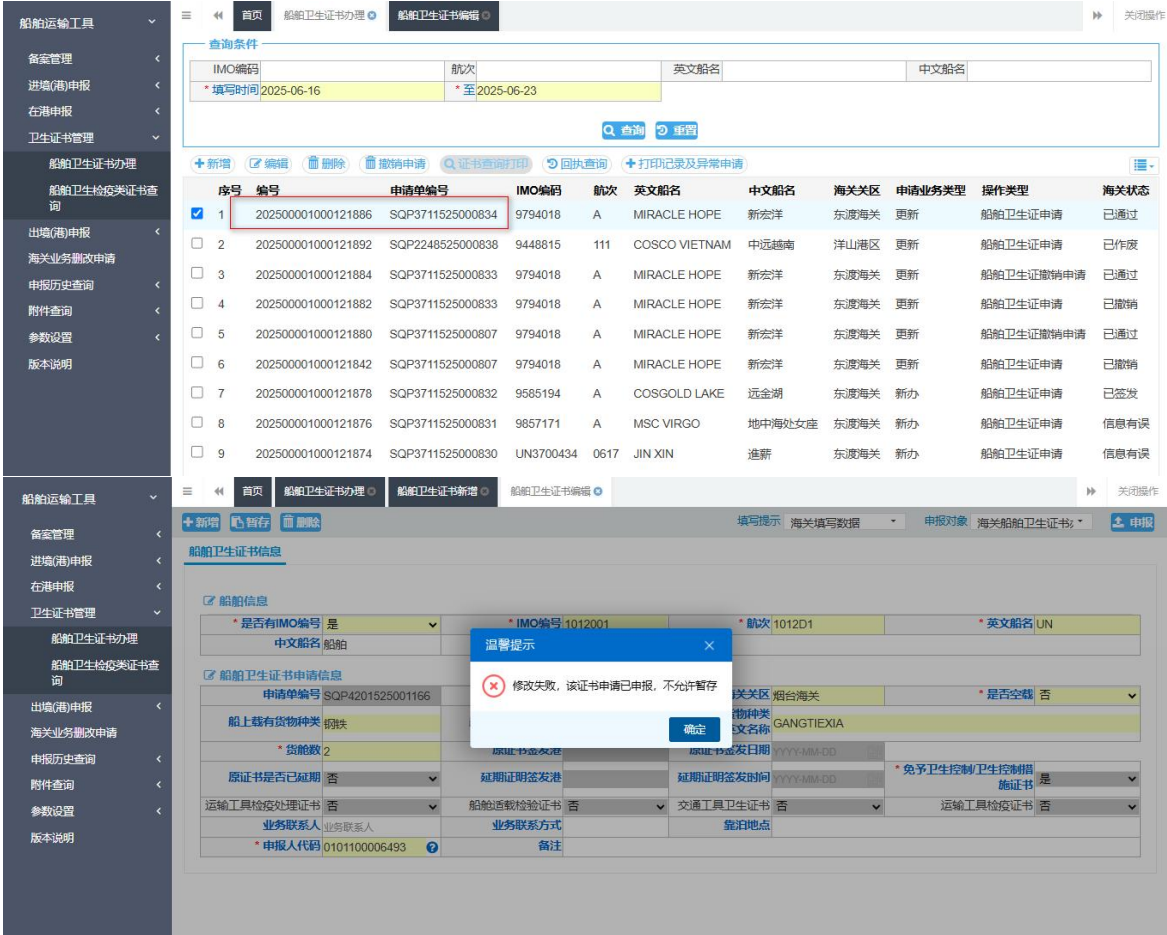 船舶运输工具
首页 船舶卫生证书办理 船舶卫生证书编辑 关闭操作
备案管理
进境(港)申报
在港申报
卫生证书管理
船舶卫生证书办理
船舶卫生检疫类证书查
询
出境(港)申报
海关业务删改申请
申报历史查询
附件查询
参数设置
版本说明
查询条件
IMO编码 航次 英文船名 中文船名
* 填写时间 2025-06-16 * 至 2025-06-23
查询 重置
新增 编辑 删除 撤销申请 证书查询打印 回执查询 打印记录及异常申请
序号 编号 申请单编号 IMO编码 航次 英文船名 中文船名 海关关区 申请业务类型 操作类型 海关状态
1 202500001000121886 SQP3711525000834 9794018 A MIRACLE HOPE 新宏洋 东渡海关 更新 船舶卫生证申请 已通过
2 202500001000121892 SQP2248525000838 9448815 111 COSCO VIETNAM 中远越南 洋山港区 更新 船舶卫生证申请 已作废
3 202500001000121884 SQP3711525000833 9794018 A MIRACLE HOPE 新宏洋 东渡海关 更新 船舶卫生证撤销申请 已通过
4 202500001000121882 SQP3711525000833 9794018 A MIRACLE HOPE 新宏洋 东渡海关 更新 船舶卫生证申请 已撤销
5 202500001000121880 SQP3711525000807 9794018 A MIRACLE HOPE 新宏洋 东渡海关 更新 船舶卫生证撤销申请 已通过
6 202500001000121842 SQP3711525000807 9794018 A MIRACLE HOPE 新宏洋 东渡海关 更新 船舶卫生证申请 已撤销
7 202500001000121878 SQP3711525000832 9585194 A COSGOLD LAKE 远金湖 东渡海关 新办 船舶卫生证申请 已签发
8 202500001000121876 SQP3711525000831 9857171 A MSC VIRGO 地中海处女座 东渡海关 新办 船舶卫生证申请 信息有误
9 202500001000121874 SQP3711525000830 UN3700434 0617 JIN XIN 進薪 东渡海关 新办 船舶卫生证申请 信息有误
船舶运输工具
首页 船舶卫生证书办理 船舶卫生证书新增 船舶卫生证书编辑 关闭操作
备案管理
进境(港)申报
在港申报
卫生证书管理
船舶卫生证书办理
船舶卫生检疫类证书查
询
出境(港)申报
海关业务删改申请
申报历史查询
附件查询
参数设置
版本说明
新增 暂存 删除 填写提示 海关填写数据 申报对象 海关船舶卫生证书 申报
船舶卫生证书信息
船舶信息
* 是否有IMO编号 是 * IMO编号 1012001 * 航次 1012D1 * 英文船名 UN
中文船名 船舶
温馨提示
修改失败，该证书申请已申报，不允许暂存
确定
船舶卫生证书申请信息
申请单编号 SQP4201525001166 关区 烟台海关 * 是否空载 否
船上载有货物种类 钢铁 物种类
文名称 GANGTIEXIA
* 货舱数 2 原证书签发港 原证书签发日期 YYYY-MM-DD
原证书是否已延期 否 延期证明签发港 延期证明签发时间 YYYY-MM-DD * 免予卫生控制/卫生控制措
施证书 是
运输工具检疫处理证书 否 船舶适载检验证书 否 交通工具卫生证书 否 运输工具检疫证书 否
业务联系人 业务联系人 业务联系方式 靠泊地点
* 申报人代码 0101100006493 备注